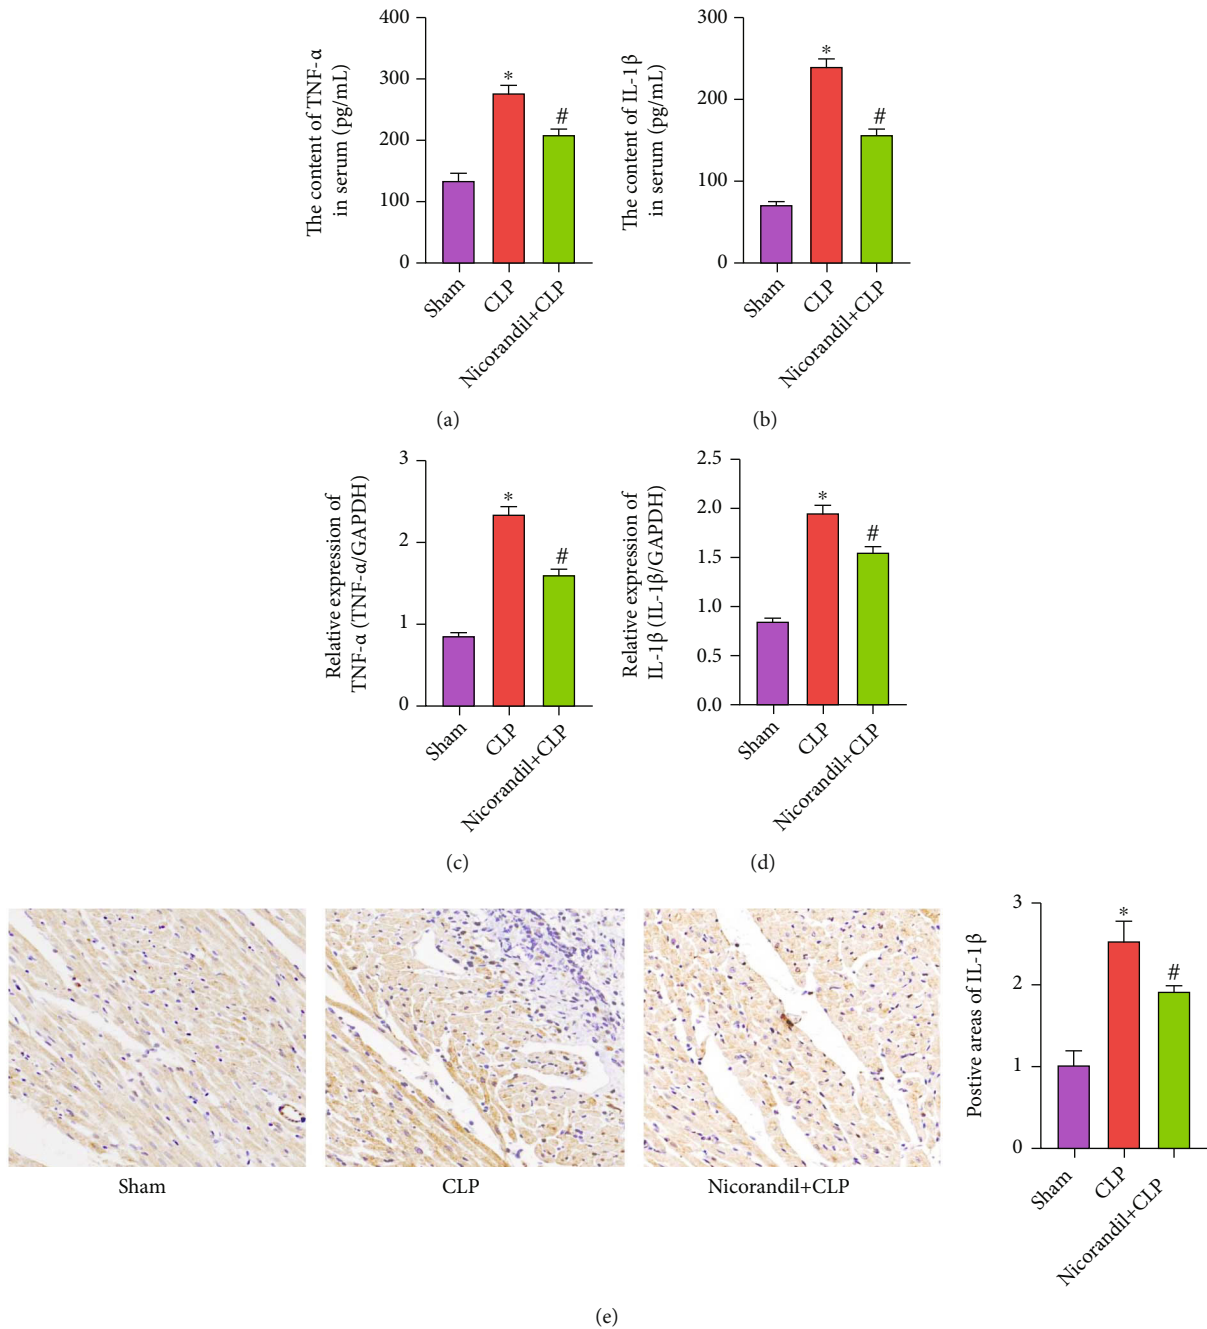 The content of TNF-α
in serum (pg/mL)
400
300
200
100
0
*
#
Sham
CLP
Nicorandil+CLP
(a)
The content of IL-1β
in serum (pg/mL)
300
200
100
0
*
#
Sham
CLP
Nicorandil+CLP
(b)
Relative expression of
TNF-α (TNF-α/GAPDH)
3
2
1
0
*
#
Sham
CLP
Nicorandil+CLP
(c)
Relative expression of
IL-1β (IL-1β/GAPDH)
2.5
2.0
1.5
1.0
0.5
0.0
*
#
Sham
CLP
Nicorandil+CLP
(d)
Sham
CLP
Nicorandil+CLP
Postive areas of IL-1β
3
2
1
0
*
#
Sham
CLP
Nicorandil+CLP
(e)